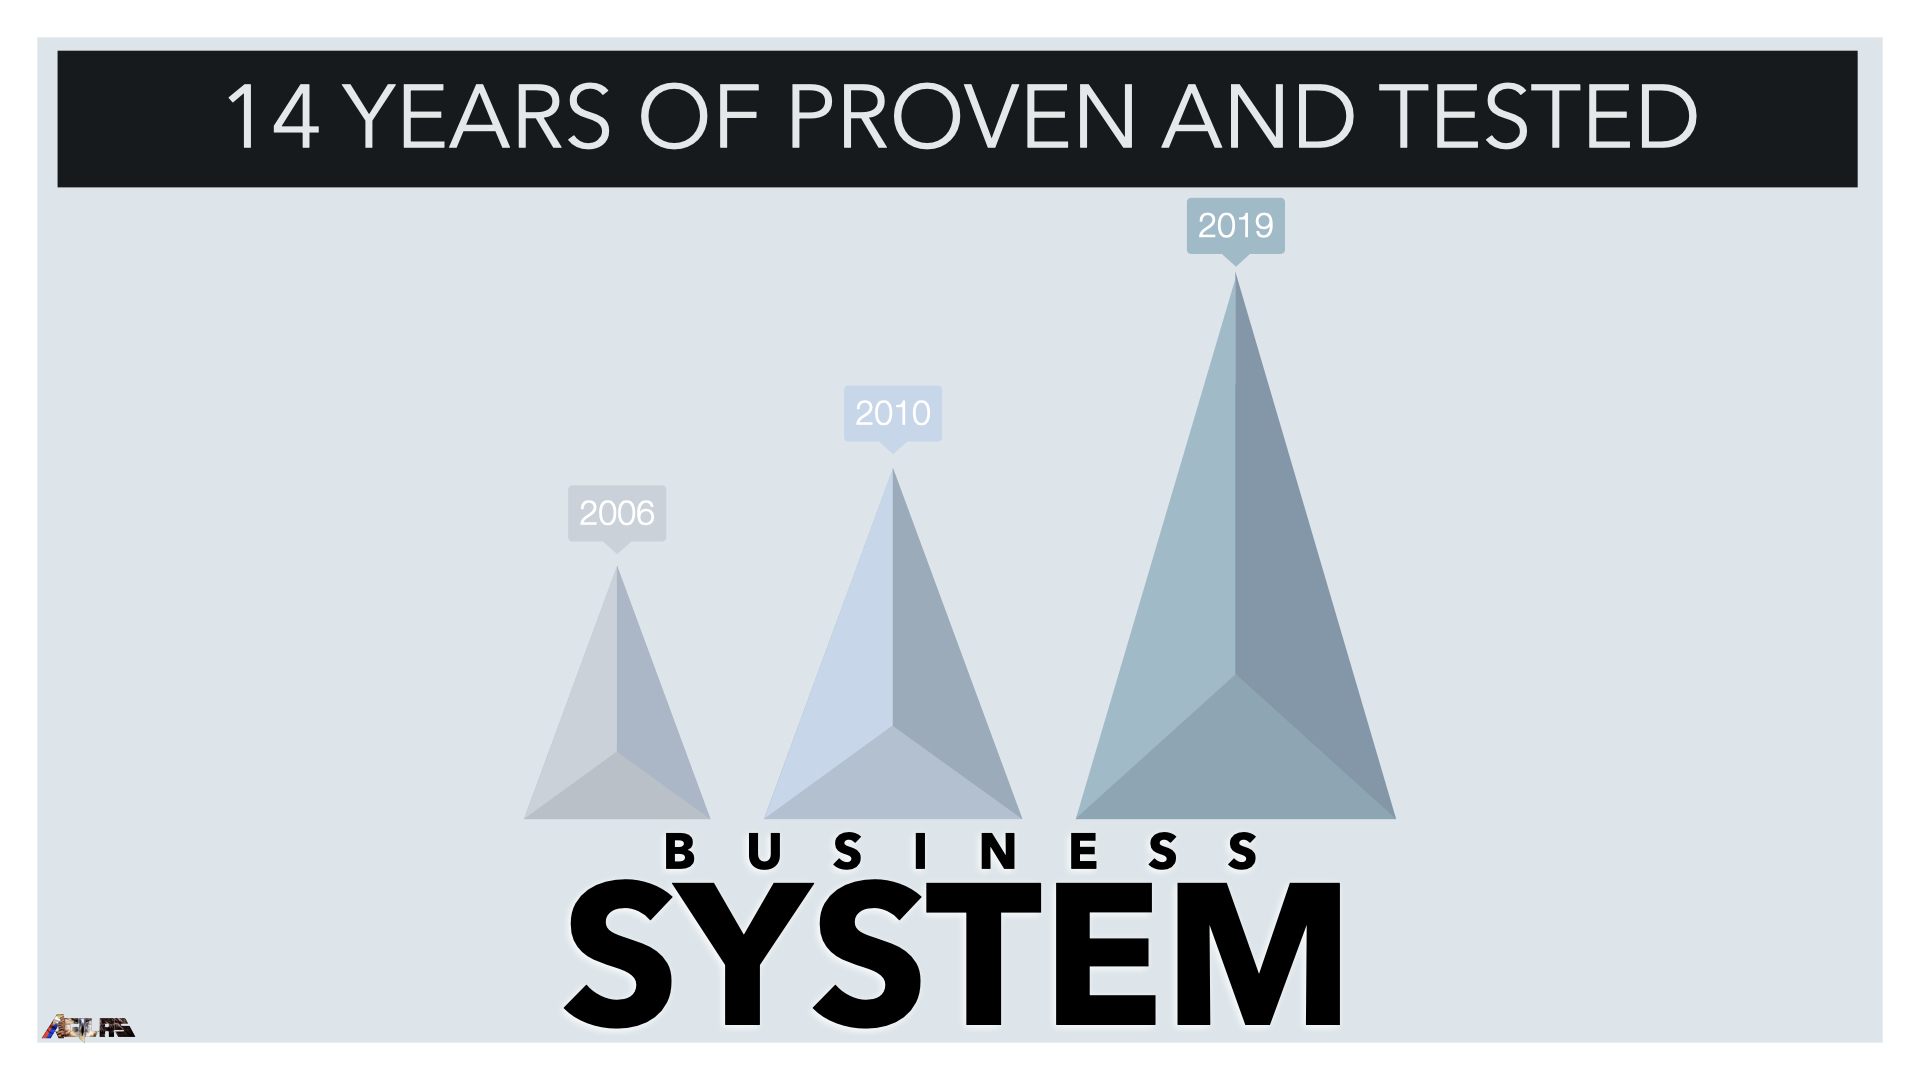 14 YEARS OF PROVEN AND TESTED
2019
2010
2006
BUSINESS
SYSTEM